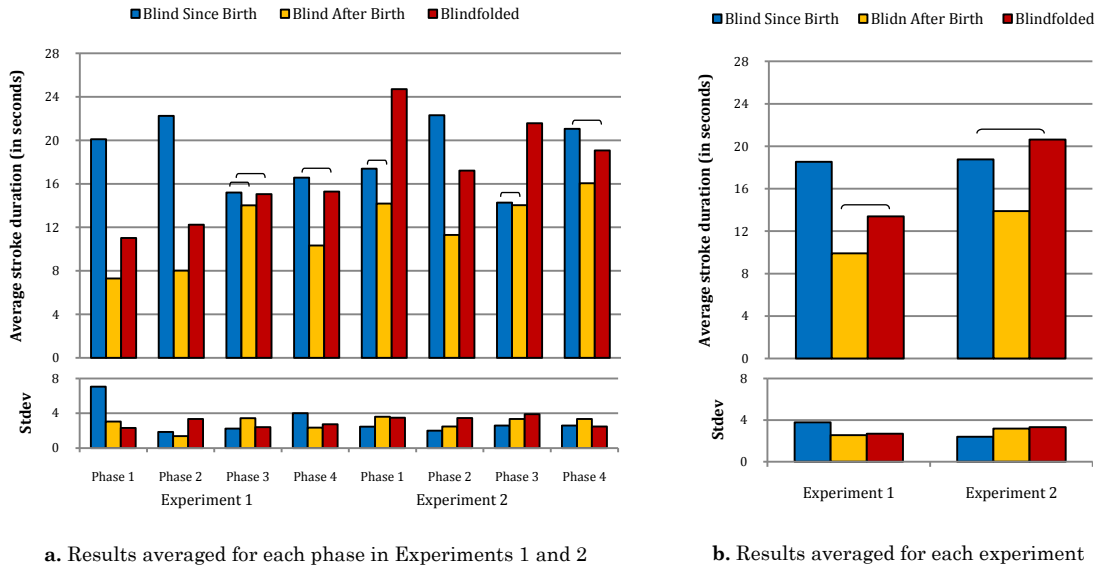 Blind Since Birth Blind After Birth Blindfolded
Average stroke duration (in seconds)
28
24
20
16
12
8
4
0
Stdev
8
4
0
Phase 1 Phase 2 Phase 3 Phase 4 Phase 1 Phase 2 Phase 3 Phase 4
Experiment 1 Experiment 2
a. Results averaged for each phase in Experiments 1 and 2
Blind Since Birth Blidn After Birth Blindfolded
Average stroke duration (in seconds)
28
24
20
16
12
8
4
0
Stdev
8
4
0
Experiment 1 Experiment 2
b. Results averaged for each experiment